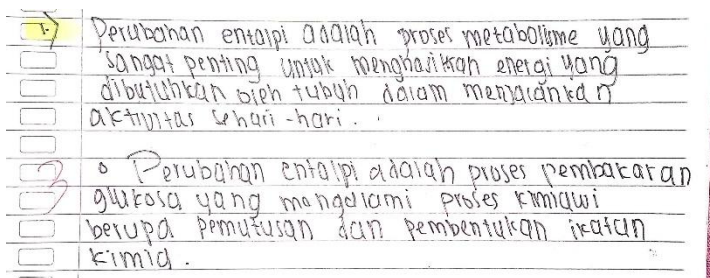 1.) Perubahan entalpi adalah proses metabolisme yang
sangat penting untuk menghasilkan energi yang
dibutuhkan oleh tubuh dalam menjalankan
aktivitas sehari-hari.
• Perubahan entalpi adalah proses pembakaran
3 glukosa yang mengalami proses kimiawi
berupa pemutusan dan pembentukan ikatan
kimia.